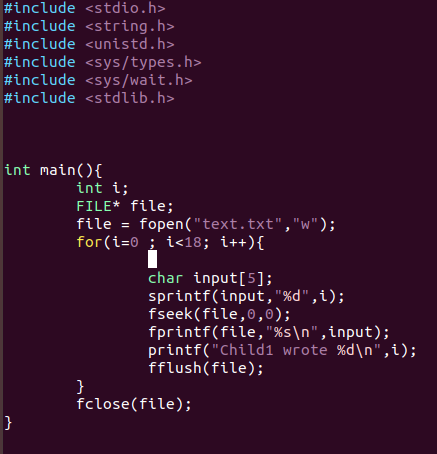 #include <stdio.h>
#include <string.h>
#include <unistd.h>
#include <sys/types.h>
#include <sys/wait.h>
#include <stdlib.h>
int main(){
int i;
FILE* file;
file = fopen("text.txt","w");
for(i=0 ; i<18; i++){
char input[5];
sprintf(input,"%d",i);
fseek(file,0,0);
fprintf(file,"%s\n",input);
printf("Child1 wrote %d\n",i);
fflush(file);
}
fclose(file);
}